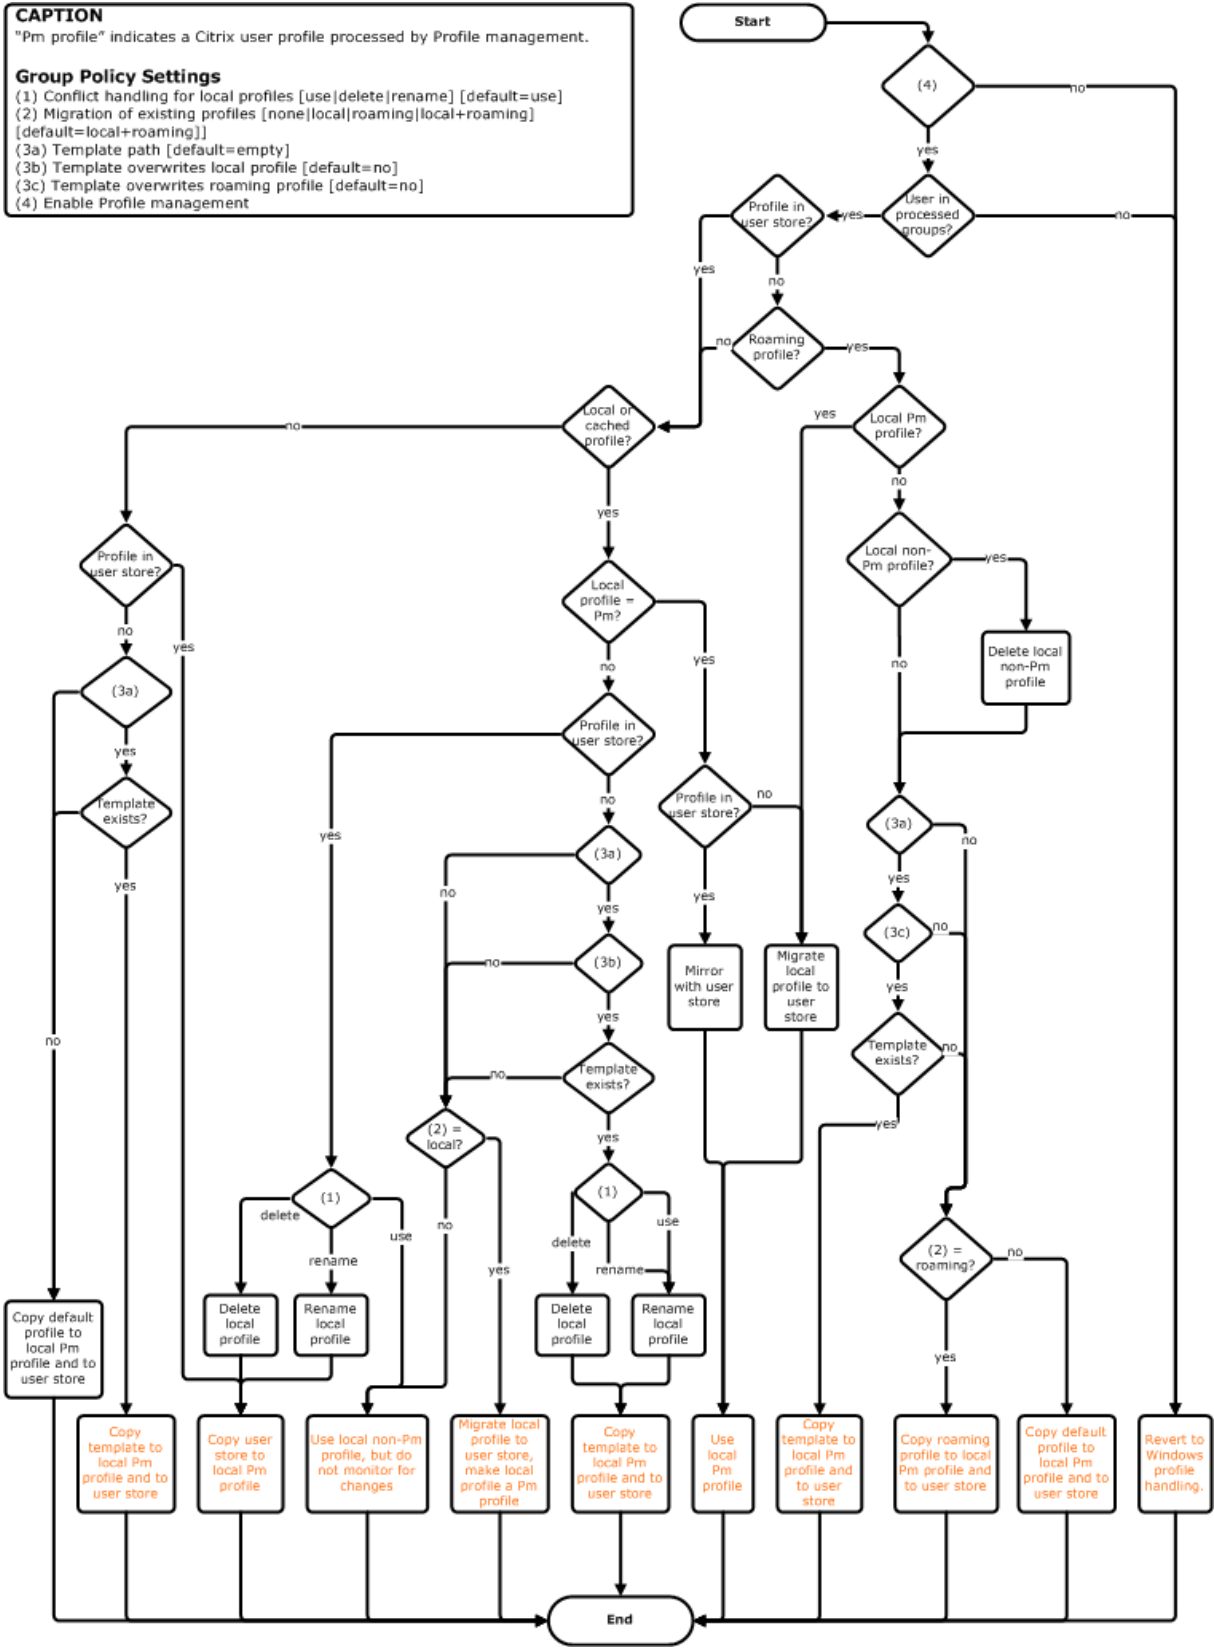 CAPTION
"Pm profile" indicates a Citrix user profile processed by Profile management.
Group Policy Settings
(1) Conflict handling for local profiles [use|delete|rename] [default=use]
(2) Migration of existing profiles [none|local|roaming|local+roaming]
[default=local+roaming]]
(3a) Template path [default=empty]
(3b) Template overwrites local profile [default=no]
(3c) Template overwrites roaming profile [default=no]
(4) Enable Profile management
Start
(4)
no
yes
User in
processed
groups?
no
yes
Profile in
user store?
yes
no
Roaming
profile?
no
yes
Local or
cached
profile?
no
yes
Local Pm
profile?
yes
no
Profile in
user store?
no
yes
Local
profile =
Pm?
yes
no
Local non-
Pm profile?
yes
no
Delete local
non-Pm
profile
(3a)
yes
Template
exists?
no
yes
Profile in
user store?
yes
no
Profile in
user store?
no
yes
(3a)
no
yes
(3b)
no
yes
Template
exists?
no
yes
(3a)
no
yes
(3c)
no
yes
Template
exists?
no
yes
Mirror
with user
store
Migrate
local
profile to
user
store
(2) =
local?
no
yes
(1)
delete
rename
use
(1)
delete
rename
use
(2) =
roaming?
no
yes
Delete
local
profile
Rename
local
profile
Delete
local
profile
Rename
local
profile
Copy default
profile to
local Pm
profile and to
user store
Copy
template to
local Pm
profile and to
user store
Copy user
store to
local Pm
profile
Use local non-Pm
profile, but do
not monitor for
changes
Migrate local
profile to
user store,
make local
profile a Pm
profile
Copy
template to
local Pm
profile and to
user store
Use
local
Pm
profile
Copy
template to
local Pm
profile and
to user
store
Copy roaming
profile to local
Pm profile and
to user store
Copy default
profile to
local Pm
profile and to
user store
Revert to
Windows
profile
handling.
End